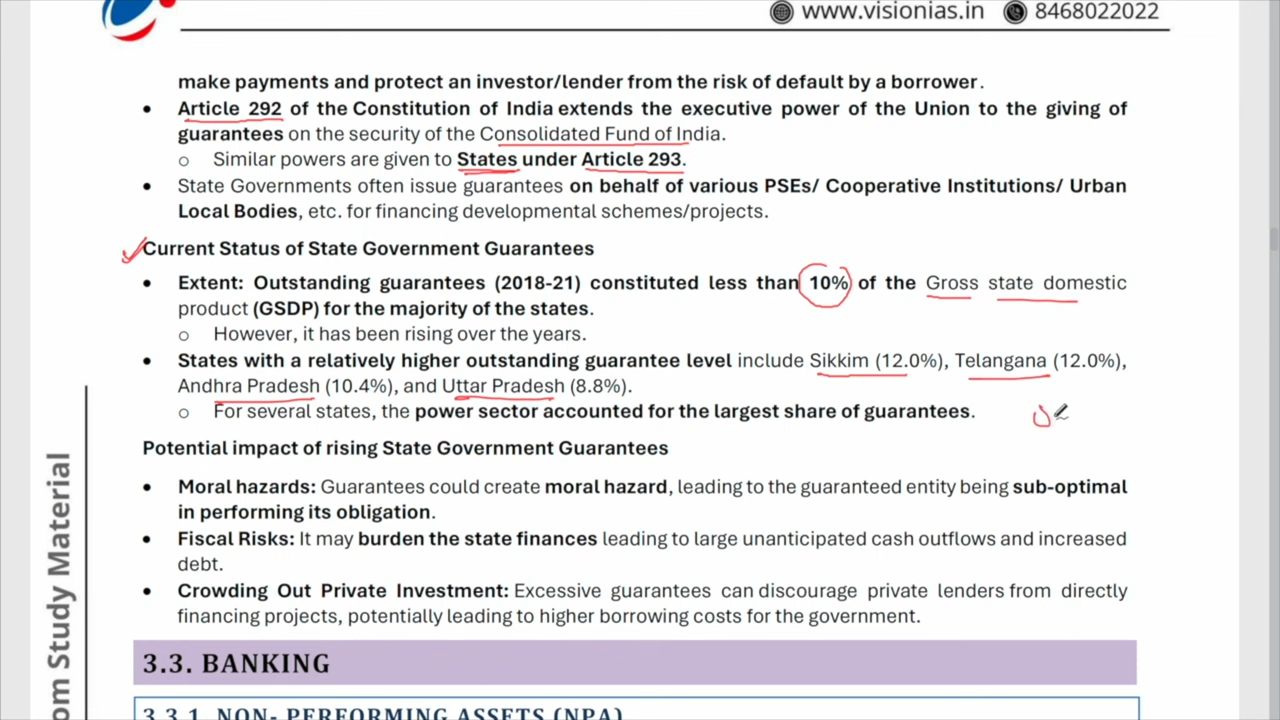 www.visionias.in 8468022022
make payments and protect an investor/lender from the risk of default by a borrower.
• Article 292 of the Constitution of India extends the executive power of the Union to the giving of
guarantees on the security of the Consolidated Fund of India.
o Similar powers are given to States under Article 293.
• State Governments often issue guarantees on behalf of various PSEs/ Cooperative Institutions/ Urban
Local Bodies, etc. for financing developmental schemes/projects.
Current Status of State Government Guarantees
• Extent: Outstanding guarantees (2018-21) constituted less than 10% of the Gross state domestic
product (GSDP) for the majority of the states.
o However, it has been rising over the years.
• States with a relatively higher outstanding guarantee level include Sikkim (12.0%), Telangana (12.0%),
Andhra Pradesh (10.4%), and Uttar Pradesh (8.8%).
o For several states, the power sector accounted for the largest share of guarantees.
Potential impact of rising State Government Guarantees
• Moral hazards: Guarantees could create moral hazard, leading to the guaranteed entity being sub-optimal
in performing its obligation.
• Fiscal Risks: It may burden the state finances leading to large unanticipated cash outflows and increased
debt.
• Crowding Out Private Investment: Excessive guarantees can discourage private lenders from directly
financing projects, potentially leading to higher borrowing costs for the government.
3.3. BANKING
3.3.1. NON- PERFORMING ASSETS (NPA)
om Study Material